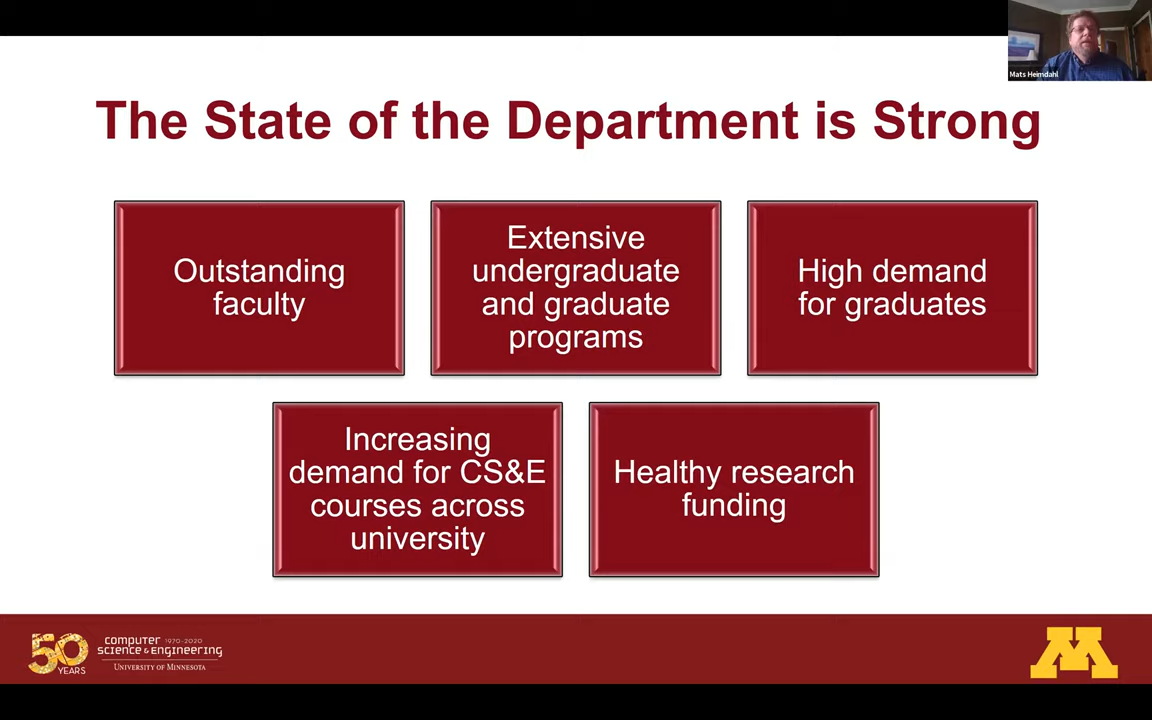 Mats Heimdahl
The State of the Department is Strong
Outstanding
faculty
Extensive
undergraduate
and graduate
programs
High demand
for graduates
Increasing
demand for CS&E
courses across
university
Healthy research
funding
50
YEARS
computer 1970-2020
science & engineering
UNIVERSITY OF MINNESOTA
M